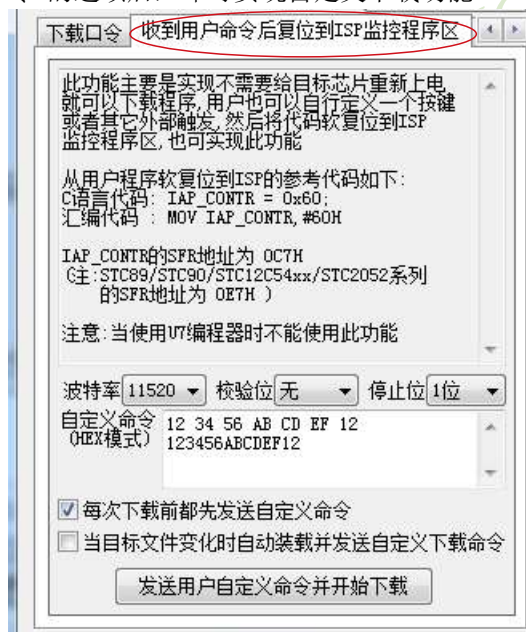 下载口令 收到用户命令后复位到ISP监控程序区
此功能主要是实现不需要给目标芯片重新上电
就可以下载程序,用户也可以自行定义一个按键
或者其它外部触发,然后将代码软复位到ISP
监控程序区,也可实现此功能
从用户程序软复位到ISP的参考代码如下:
C语言代码: IAP_CONTR = 0x60;
汇编代码 : MOV IAP_CONTR,#60H
IAP_CONTR的SFR地址为 0C7H
(注:STC89/STC90/STC12C54xx/STC2052系列
的SFR地址为 0E7H )
注意:当使用U7编程器时不能使用此功能
波特率 11520 校验位 无 停止位 1位
自定义命令 12 34 56 AB CD EF 12
(HEX模式) 123456ABCDEF12
每次下载前都先发送自定义命令
当目标文件变化时自动装载并发送自定义下载命令
发送用户自定义命令并开始下载